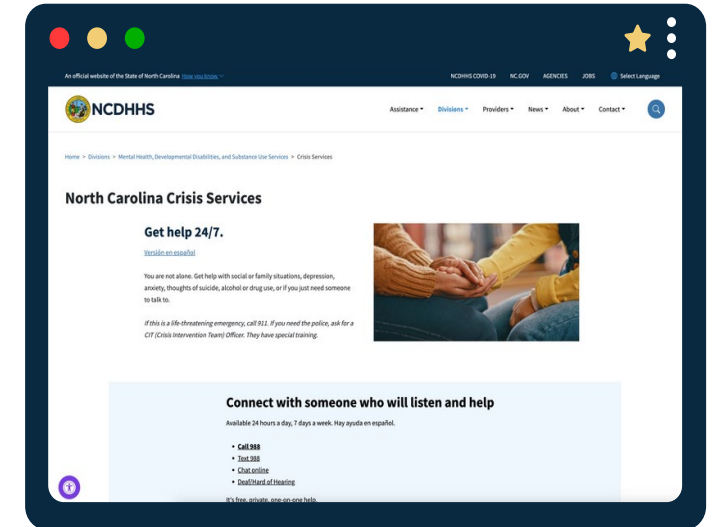 An official website of the State of North Carolina How you know
NCDHHS COVID-19 NC.GOV AGENCIES JOBS Select Language
NCDHHS
Assistance Divisions Providers News About Contact
Home > Divisions > Mental Health, Developmental Disabilities, and Substance Use Services > Crisis Services
North Carolina Crisis Services
Get help 24/7.
Versión en español
You are not alone. Get help with social or family situations, depression,
anxiety, thoughts of suicide, alcohol or drug use, or if you just need someone
to talk to.
If this is a life-threatening emergency, call 911. If you need the police, ask for a
CIT (Crisis Intervention Team) Officer. They have special training.
Connect with someone who will listen and help
Available 24 hours a day, 7 days a week. Hay ayuda en español.
• Call 988
• Text 988
• Chat online
• Deaf/Hard of Hearing
It's free, private, one-on-one help.